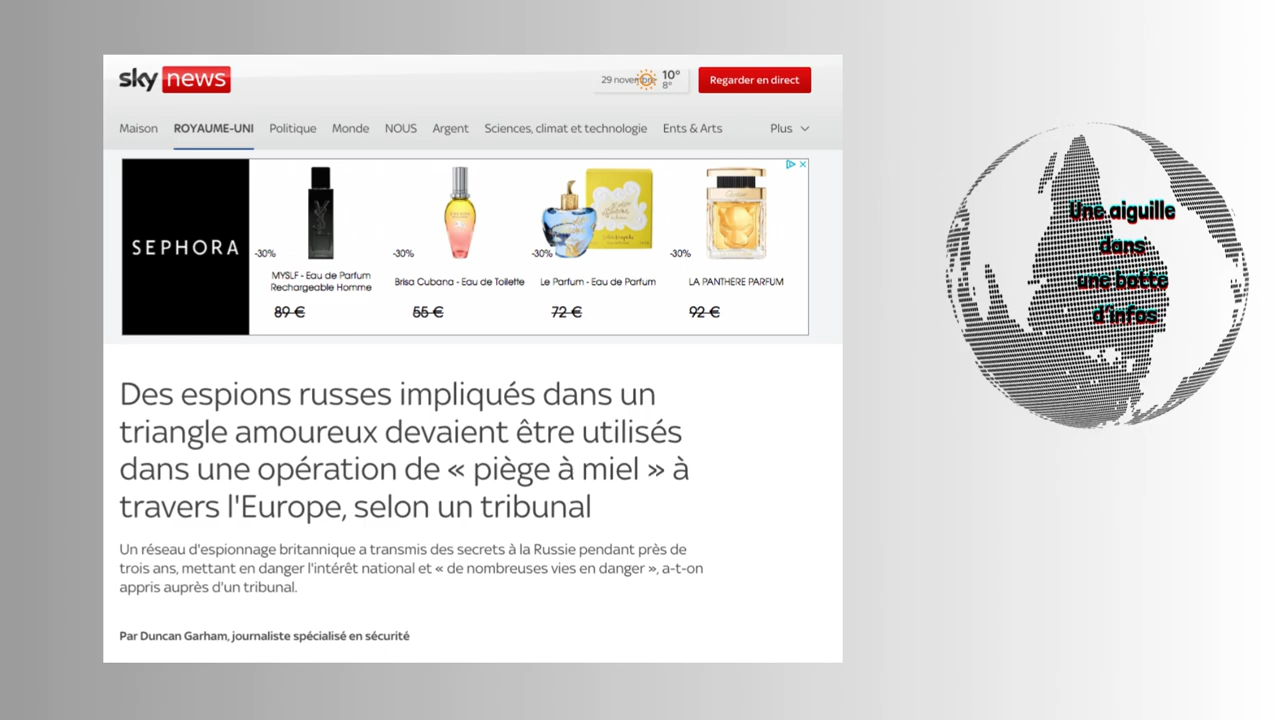 sky news
29 novembre
10°
8°
Regarder en direct
Maison ROYAUME-UNI Politique Monde NOUS Argent Sciences, climat et technologie Ents & Arts Plus
SEPHORA
-30% -30% -30% -30%
MYSLF - Eau de Parfum
Rechargeable Homme
89 €
Brisa Cubana - Eau de Toilette
55 €
Le Parfum - Eau de Parfum
72 €
LA PANTHERE PARFUM
92 €
Une aiguille
dans
une botte
d'infos
Des espions russes impliqués dans un
triangle amoureux devaient être utilisés
dans une opération de « piège à miel » à
travers l'Europe, selon un tribunal
Un réseau d'espionnage britannique a transmis des secrets à la Russie pendant près de
trois ans, mettant en danger l'intérêt national et « de nombreuses vies en danger », a-t-on
appris auprès d'un tribunal.
Par Duncan Garham, journaliste spécialisé en sécurité